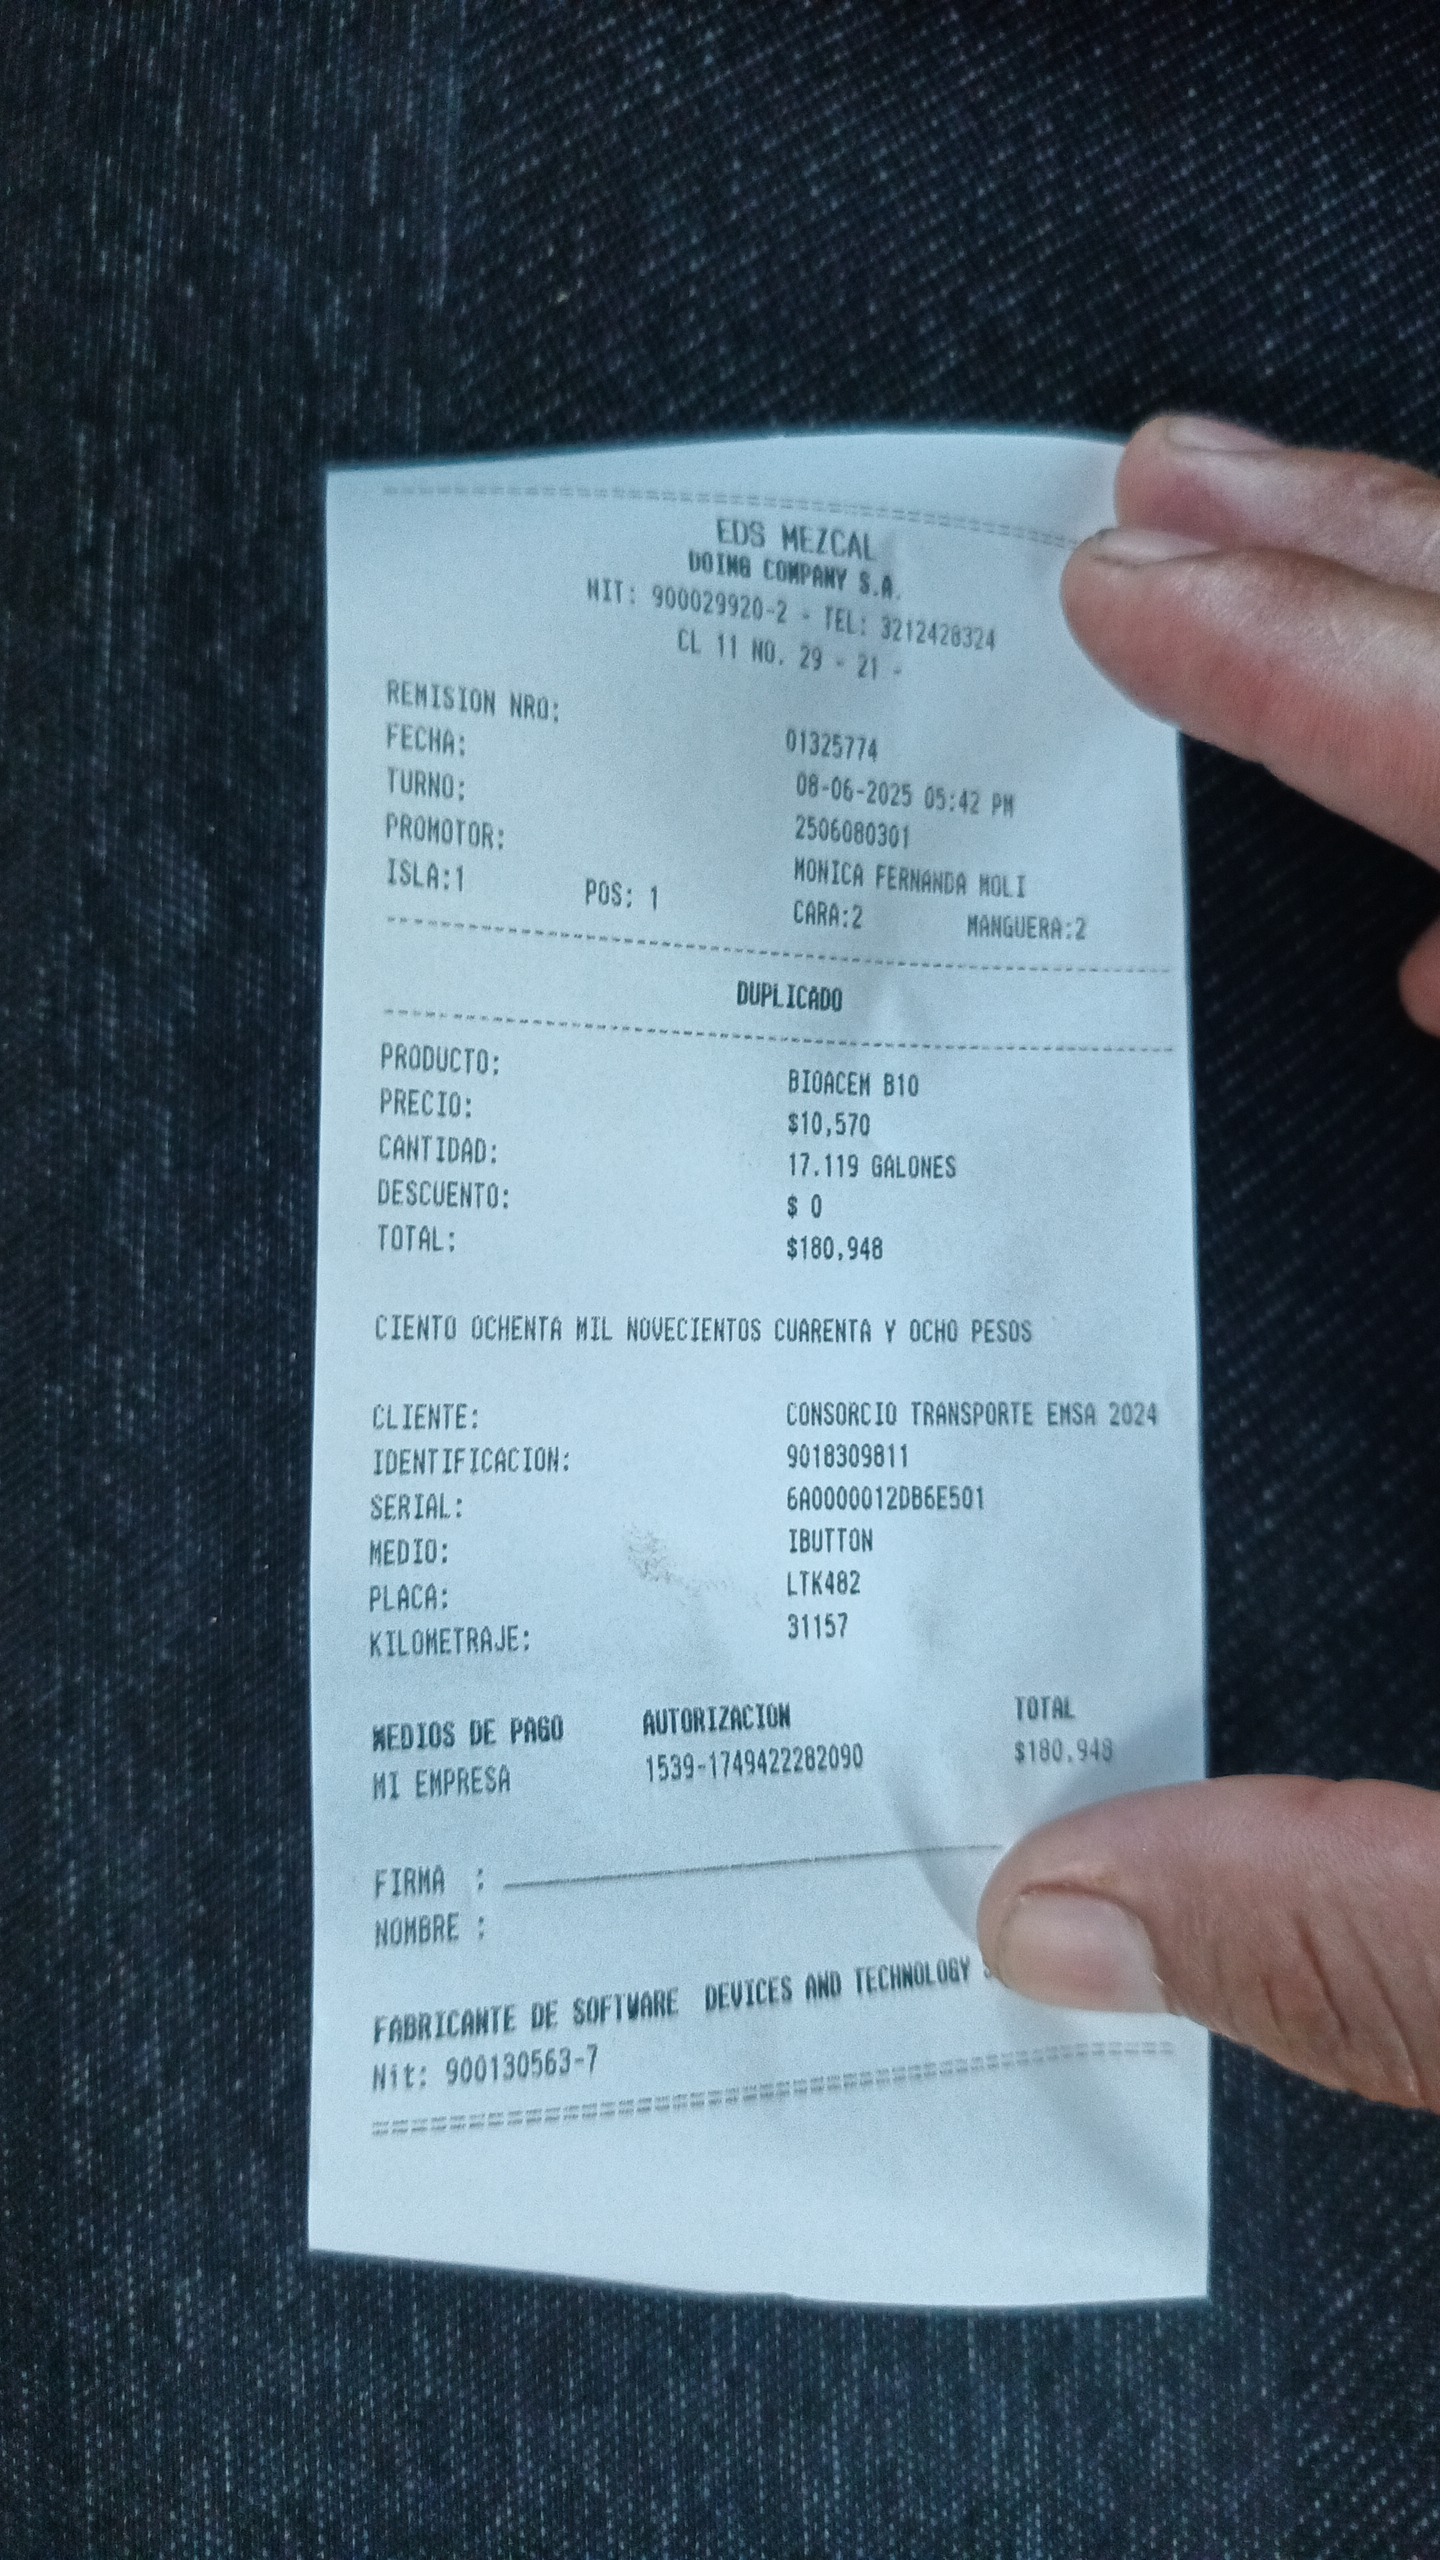 EDS MEZCAL
DOING COMPANY S.A.
NIT: 900029920-2 - TEL: 3212428324
CL 11 NO. 29 - 21 -
REMISION NRO: 01325774
FECHA: 08-06-2025 05:42 PM
TURNO: 2506080301
PROMOTOR: MONICA FERNANDA MOLI
ISLA:1 POS: 1 CARA:2 MANGUERA:2
DUPLICADO
PRODUCTO: BIOACEM B10
PRECIO: $10,570
CANTIDAD: 17.119 GALONES
DESCUENTO: $ 0
TOTAL: $180,948
CIENTO OCHENTA MIL NOVECIENTOS CUARENTA Y OCHO PESOS
CLIENTE: CONSORCIO TRANSPORTE EMSA 2024
IDENTIFICACION: 9018309811
SERIAL: 6A0000012DB6E501
MEDIO: IBUTTON
PLACA: LTK482
KILOMETRAJE: 31157
MEDIOS DE PAGO AUTORIZACION TOTAL
MI EMPRESA 1539-1749422282090 $180,948
FIRMA :
NOMBRE :
FABRICANTE DE SOFTWARE DEVICES AND TECHNOLOGY
Nit: 900130563-7